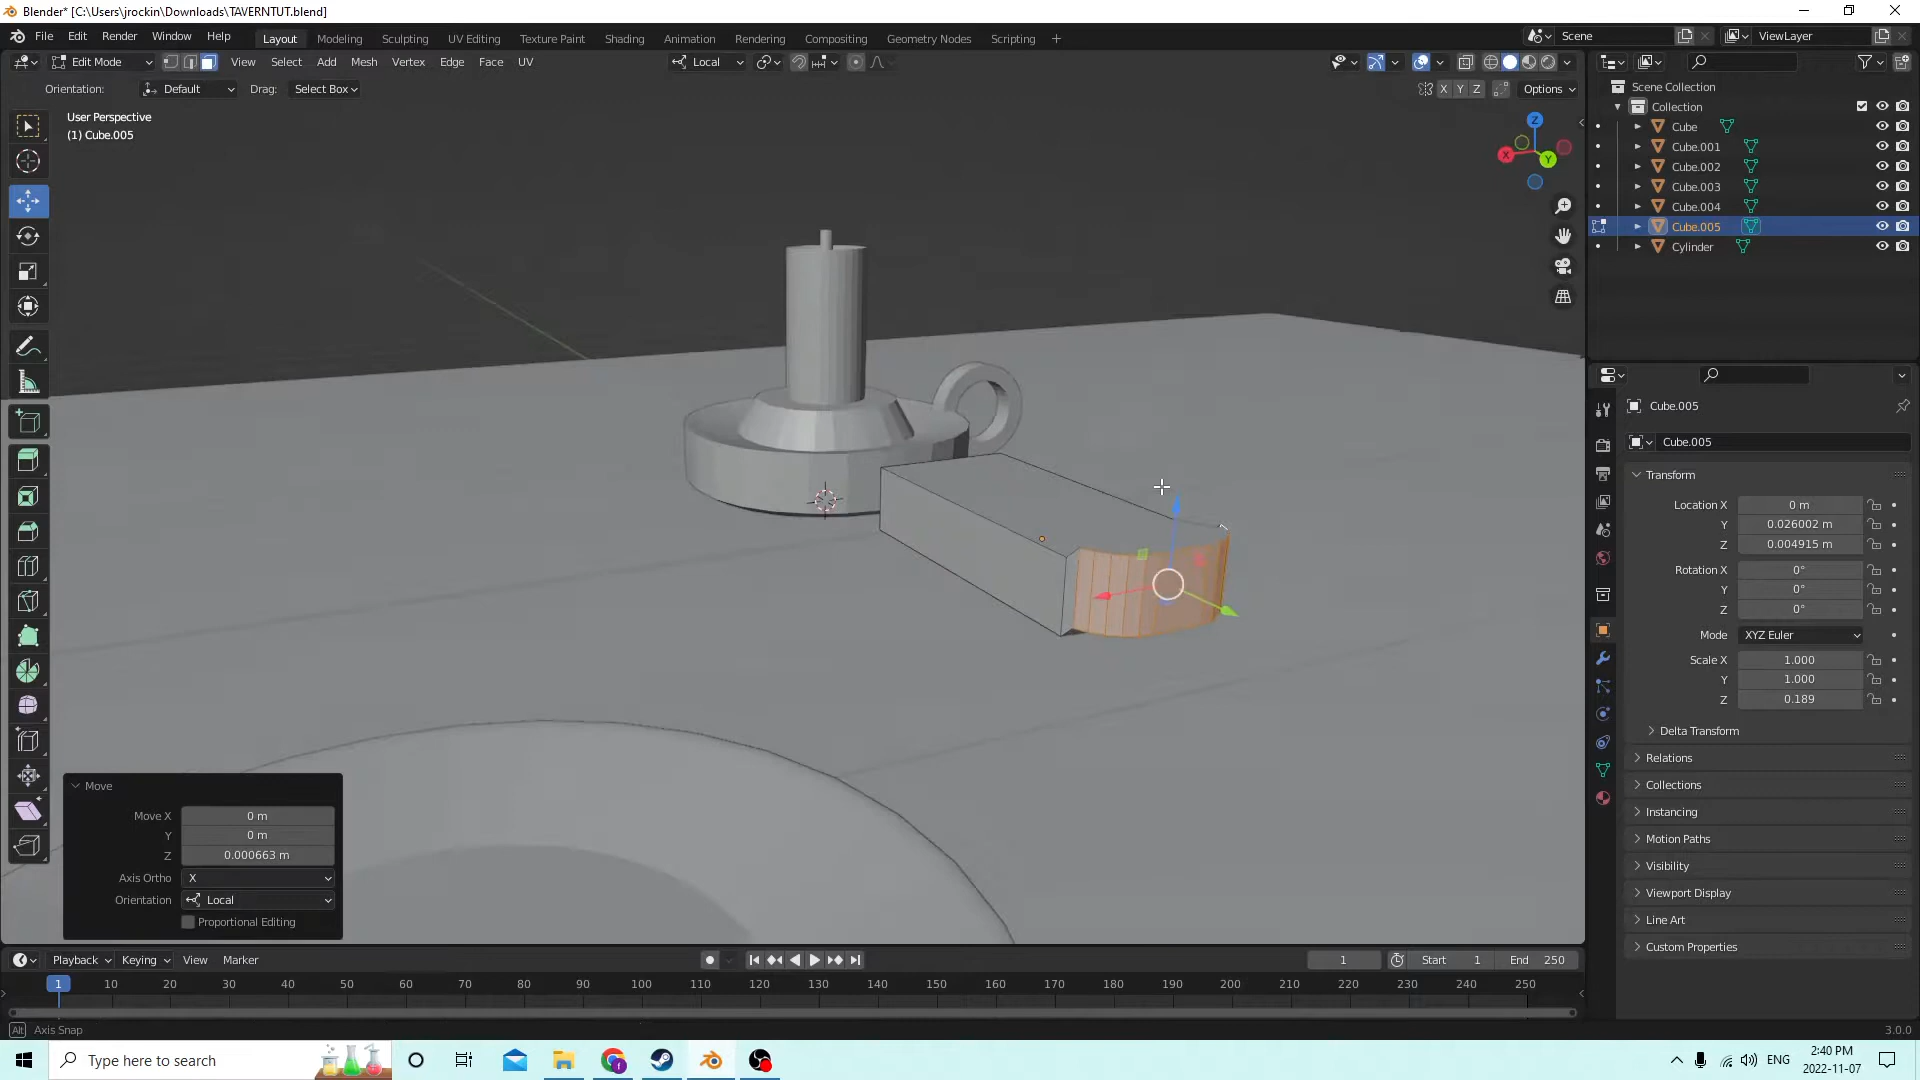 Blender* [C:\Users\jrockin\Downloads\TAVERNTUT.blend]
File Edit Render Window Help Layout Modeling Sculpting UV Editing Texture Paint Shading Animation Rendering Compositing Geometry Nodes Scripting + Scene ViewLayer
Edit Mode View Select Add Mesh Vertex Edge Face UV Local
Orientation: Default Drag: Select Box X Y Z Options
User Perspective
(1) Cube.005
Z
X
Y
Scene Collection
Collection
Cube
Cube.001
Cube.002
Cube.003
Cube.004
Cube.005
Cylinder
Cube.005
Cube.005
Transform
Location X 0 m
Y 0.026002 m
Z 0.004915 m
Rotation X 0°
Y 0°
Z 0°
Mode XYZ Euler
Scale X 1.000
Y 1.000
Z 0.189
Delta Transform
Relations
Collections
Instancing
Motion Paths
Visibility
Viewport Display
Line Art
Custom Properties
Move
Move X 0 m
Y 0 m
Z 0.000663 m
Axis Ortho X
Orientation Local
Proportional Editing
Playback Keying View Marker 1 Start 1 End 250
1 10 20 30 40 50 60 70 80 90 100 110 120 130 140 150 160 170 180 190 200 210 220 230 240 250
Alt Axis Snap 3.0.0
Type here to search ENG 2:40 PM
2022-11-07